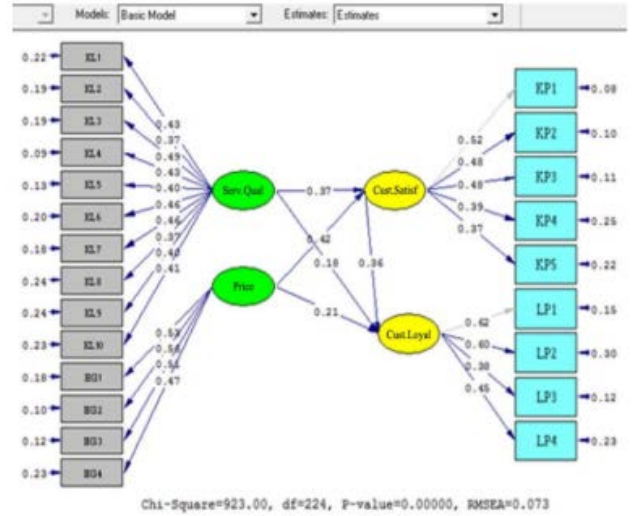 Models: Basic Model Estimates: Estimates
0.22 KL1
0.19 KL2
0.19 KL3
0.09 KL4
0.13 KL5
0.20 KL6
0.18 KL7
0.24 KL8
0.24 KL9
0.23 KL10
0.18 BG1
0.10 BG2
0.12 BG3
0.23 BG4
0.43
0.37
0.49
0.43
0.40
0.46
0.46
0.37
0.40
0.41
0.53
0.51
0.47
Serv.Qual
Price
0.37
0.42
0.18
0.36
0.21
Cust.Satisf
Cust.Loyal
0.52
0.48
0.48
0.39
0.37
0.62
0.60
0.38
0.45
KP1 0.08
KP2 0.10
KP3 0.11
KP4 0.25
KP5 0.22
LP1 0.15
LP2 0.30
LP3 0.12
LP4 0.23
Chi-Square=923.00, df=224, P-value=0.00000, RMSEA=0.073